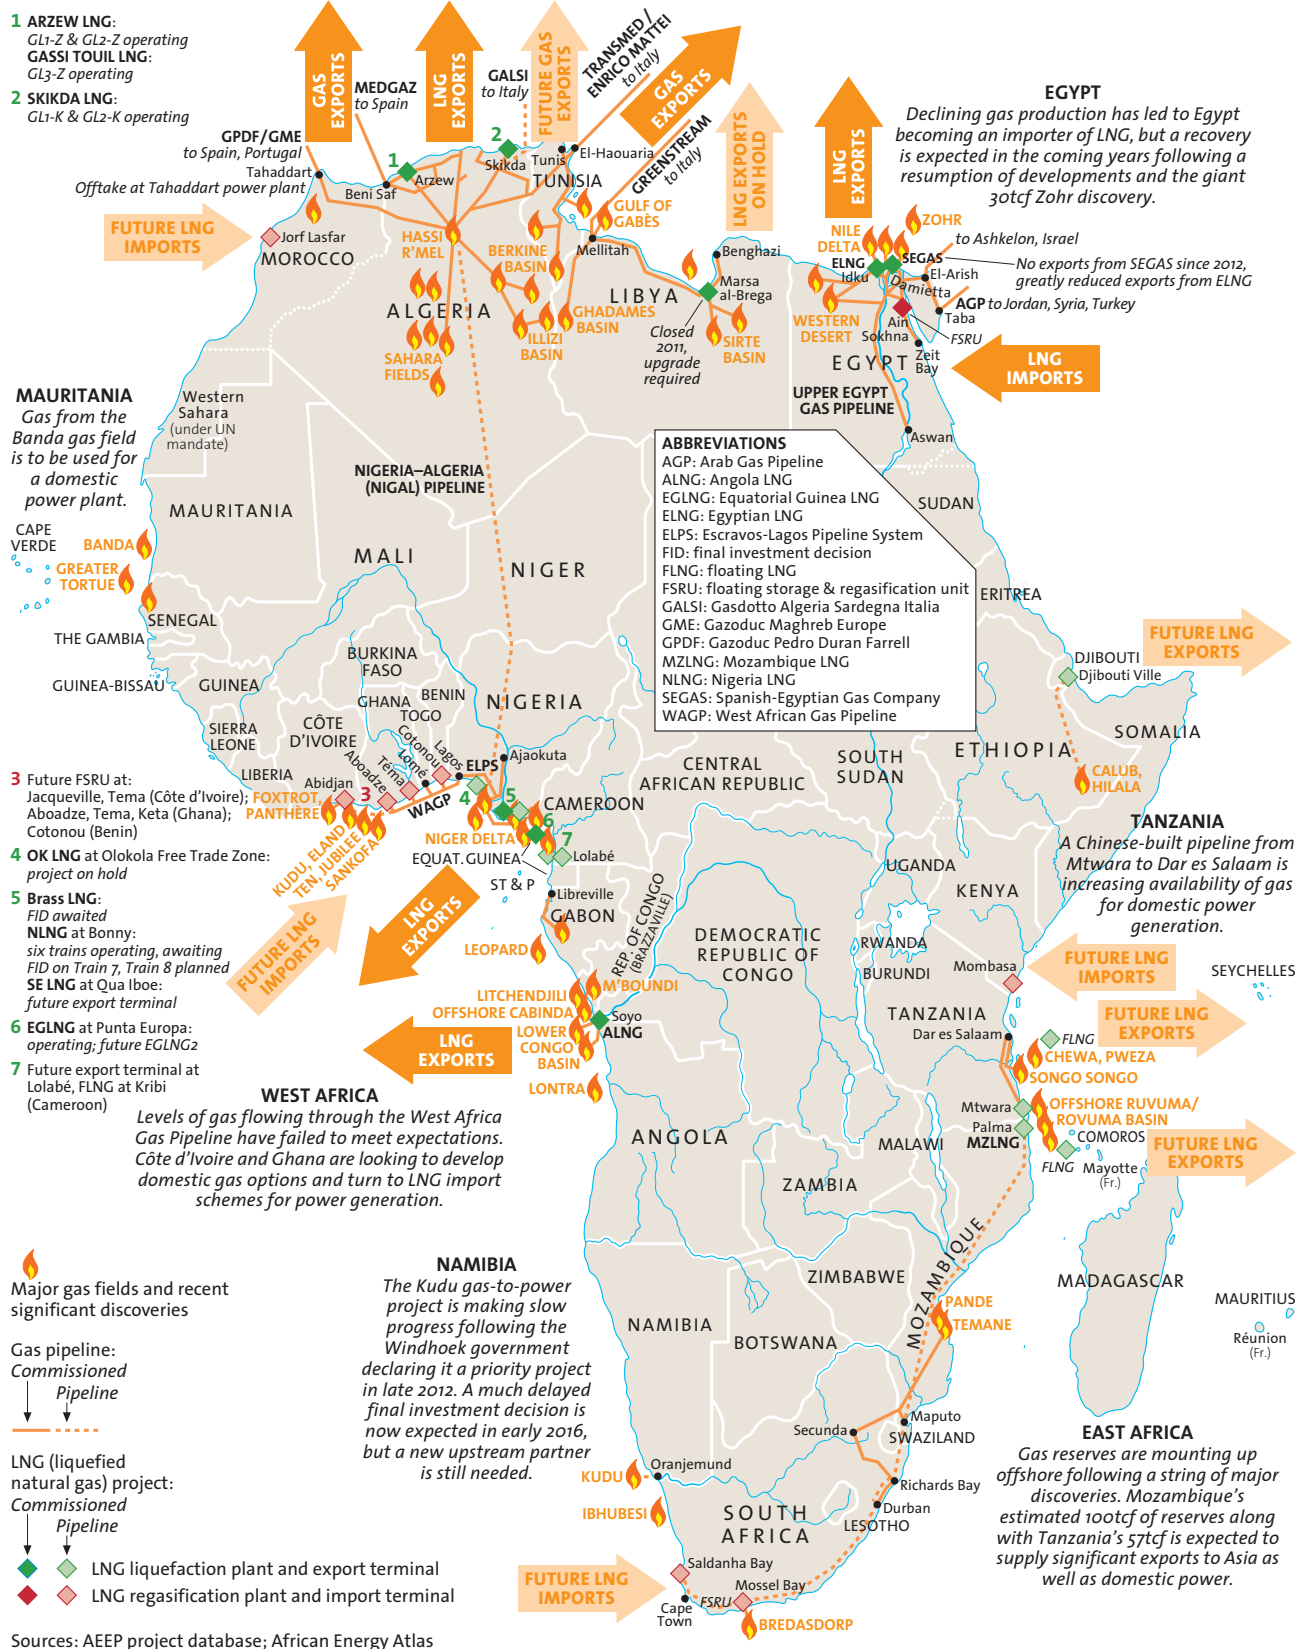 1 ARZEW LNG:
GL1-Z & GL2-Z operating
GASSI TOUIL LNG:
GL3-Z operating
2 SKIKDA LNG:
GL1-K & GL2-K operating
GAS
EXPORTS
MEDGAZ
to Spain
LNG
EXPORTS
GALSI
to Italy
FUTURE GAS
EXPORTS
TRANSMED /
ENRICO MATTEI
to Italy
GAS
EXPORTS
GREENSTREAM
to Italy
LNG EXPORTS
ON HOLD
LNG
EXPORTS
EGYPT
Declining gas production has led to Egypt
becoming an importer of LNG, but a recovery
is expected in the coming years following a
resumption of developments and the giant
30tcf Zohr discovery.
GPDF/GME
to Spain, Portugal
Tahaddart
Offtake at Tahaddart power plant
1
Arzew
Beni Saf
2
Skikda
Tunis
El-Haouaria
TUNISIA
GULF OF
GABÈS
Mellitah
FUTURE LNG
IMPORTS
Jorf Lasfar
MOROCCO
HASSI
R'MEL
BERKINE
BASIN
ALGERIA
SAHARA
FIELDS
ILLIZI
BASIN
GHADAMES
BASIN
LIBYA
Benghazi
Marsa
al-Brega
Closed
2011,
upgrade
required
SIRTE
BASIN
ZOHR
NILE
DELTA
ELNG
Idku
SEGAS
Damietta
to Ashkelon, Israel
No exports from SEGAS since 2012,
greatly reduced exports from ELNG
El-Arish
AGP to Jordan, Syria, Turkey
Taba
WESTERN
DESERT
Ain
Sokhna
FSRU
Zeit
Bay
EGYPT
LNG
IMPORTS
UPPER EGYPT
GAS PIPELINE
Aswan
MAURITANIA
Gas from the
Banda gas field
is to be used for
a domestic
power plant.
Western
Sahara
(under UN
mandate)
NIGERIA–ALGERIA
(NIGAL) PIPELINE
ABBREVIATIONS
AGP: Arab Gas Pipeline
ALNG: Angola LNG
EGLNG: Equatorial Guinea LNG
ELNG: Egyptian LNG
ELPS: Escravos-Lagos Pipeline System
FID: final investment decision
FLNG: floating LNG
FSRU: floating storage & regasification unit
GALSI: Gasdotto Algeria Sardegna Italia
GME: Gazoduc Maghreb Europe
GPDF: Gazoduc Pedro Duran Farrell
MZLNG: Mozambique LNG
NLNG: Nigeria LNG
SEGAS: Spanish-Egyptian Gas Company
WAGP: West African Gas Pipeline
MAURITANIA
CAPE
VERDE
BANDA
GREATER
TORTUE
MALI
NIGER
SUDAN
ERITREA
SENEGAL
THE GAMBIA
GUINEA-BISSAU
GUINEA
BURKINA
FASO
BENIN
GHANA
TOGO
NIGERIA
SIERRA
LEONE
CÔTE
D'IVOIRE
LIBERIA
Abidjan
Aboadze
Téma
Lomé
Cotonou
Lagos
ELPS
Ajaokuta
WAGP
FUTURE LNG
EXPORTS
DJIBOUTI
Djibouti Ville
SOMALIA
ETHIOPIA
CALUB,
HILALA
SOUTH
SUDAN
CENTRAL
AFRICAN REPUBLIC
3 Future FSRU at:
Jacqueville, Tema (Côte d'Ivoire);
Aboadze, Tema, Keta (Ghana);
Cotonou (Benin)
4 OK LNG at Olokola Free Trade Zone:
project on hold
5 Brass LNG:
FID awaited
NLNG at Bonny:
six trains operating, awaiting
FID on Train 7, Train 8 planned
SE LNG at Qua Iboe:
future export terminal
6 EGLNG at Punta Europa:
operating; future EGLNG2
7 Future export terminal at
Lolabé, FLNG at Kribi
(Cameroon)
FOXTROT,
PANTHÈRE
3
KUDU, ELAND
TEN, JUBILEE
SANKOFA
4
5
6
7
CAMEROON
NIGER DELTA
EQUAT. GUINEA
Lolabé
ST & P
Libreville
GABON
LEOPARD
FUTURE LNG
IMPORTS
LNG
EXPORTS
REP. OF CONGO
(BRAZZAVILLE)
DEMOCRATIC
REPUBLIC OF
CONGO
UGANDA
KENYA
RWANDA
BURUNDI
Mombasa
TANZANIA
A Chinese-built pipeline from
Mtwara to Dar es Salaam is
increasing availability of gas
for domestic power
generation.
FUTURE LNG
IMPORTS
SEYCHELLES
LITCHENDJILI
M'BOUNDI
OFFSHORE CABINDA
Soyo
ALNG
LOWER
CONGO
BASIN
LNG
EXPORTS
LONTRA
TANZANIA
Dar es Salaam
FUTURE LNG
EXPORTS
FLNG
CHEWA, PWEZA
SONGO SONGO
OFFSHORE RUVUMA/
ROVUMA BASIN
Mtwara
Palma
MZLNG
COMOROS
FLNG
Mayotte
(Fr.)
FUTURE LNG
EXPORTS
WEST AFRICA
Levels of gas flowing through the West Africa
Gas Pipeline have failed to meet expectations.
Côte d'Ivoire and Ghana are looking to develop
domestic gas options and turn to LNG import
schemes for power generation.
ANGOLA
MALAWI
ZAMBIA
MOZAMBIQUE
ZIMBABWE
MADAGASCAR
MAURITIUS
Réunion
(Fr.)
NAMIBIA
BOTSWANA
PANDE
TEMANE
NAMIBIA
The Kudu gas-to-power
project is making slow
progress following the
Windhoek government
declaring it a priority project
in late 2012. A much delayed
final investment decision is
now expected in early 2016,
but a new upstream partner
is still needed.
Major gas fields and recent
significant discoveries
Gas pipeline:
Commissioned
Pipeline
LNG (liquefied
natural gas) project:
Commissioned
Pipeline
LNG liquefaction plant and export terminal
LNG regasification plant and import terminal
Secunda
Maputo
SWAZILAND
KUDU
Oranjemund
Richards Bay
Durban
LESOTHO
IBHUBESI
SOUTH
AFRICA
EAST AFRICA
Gas reserves are mounting up
offshore following a string of major
discoveries. Mozambique's
estimated 100tcf of reserves along
with Tanzania's 57tcf is expected to
supply significant exports to Asia as
well as domestic power.
FUTURE LNG
IMPORTS
Saldanha Bay
Mossel Bay
FSRU
Cape
Town
BREDASDORP
Sources: AEEP project database; African Energy Atlas